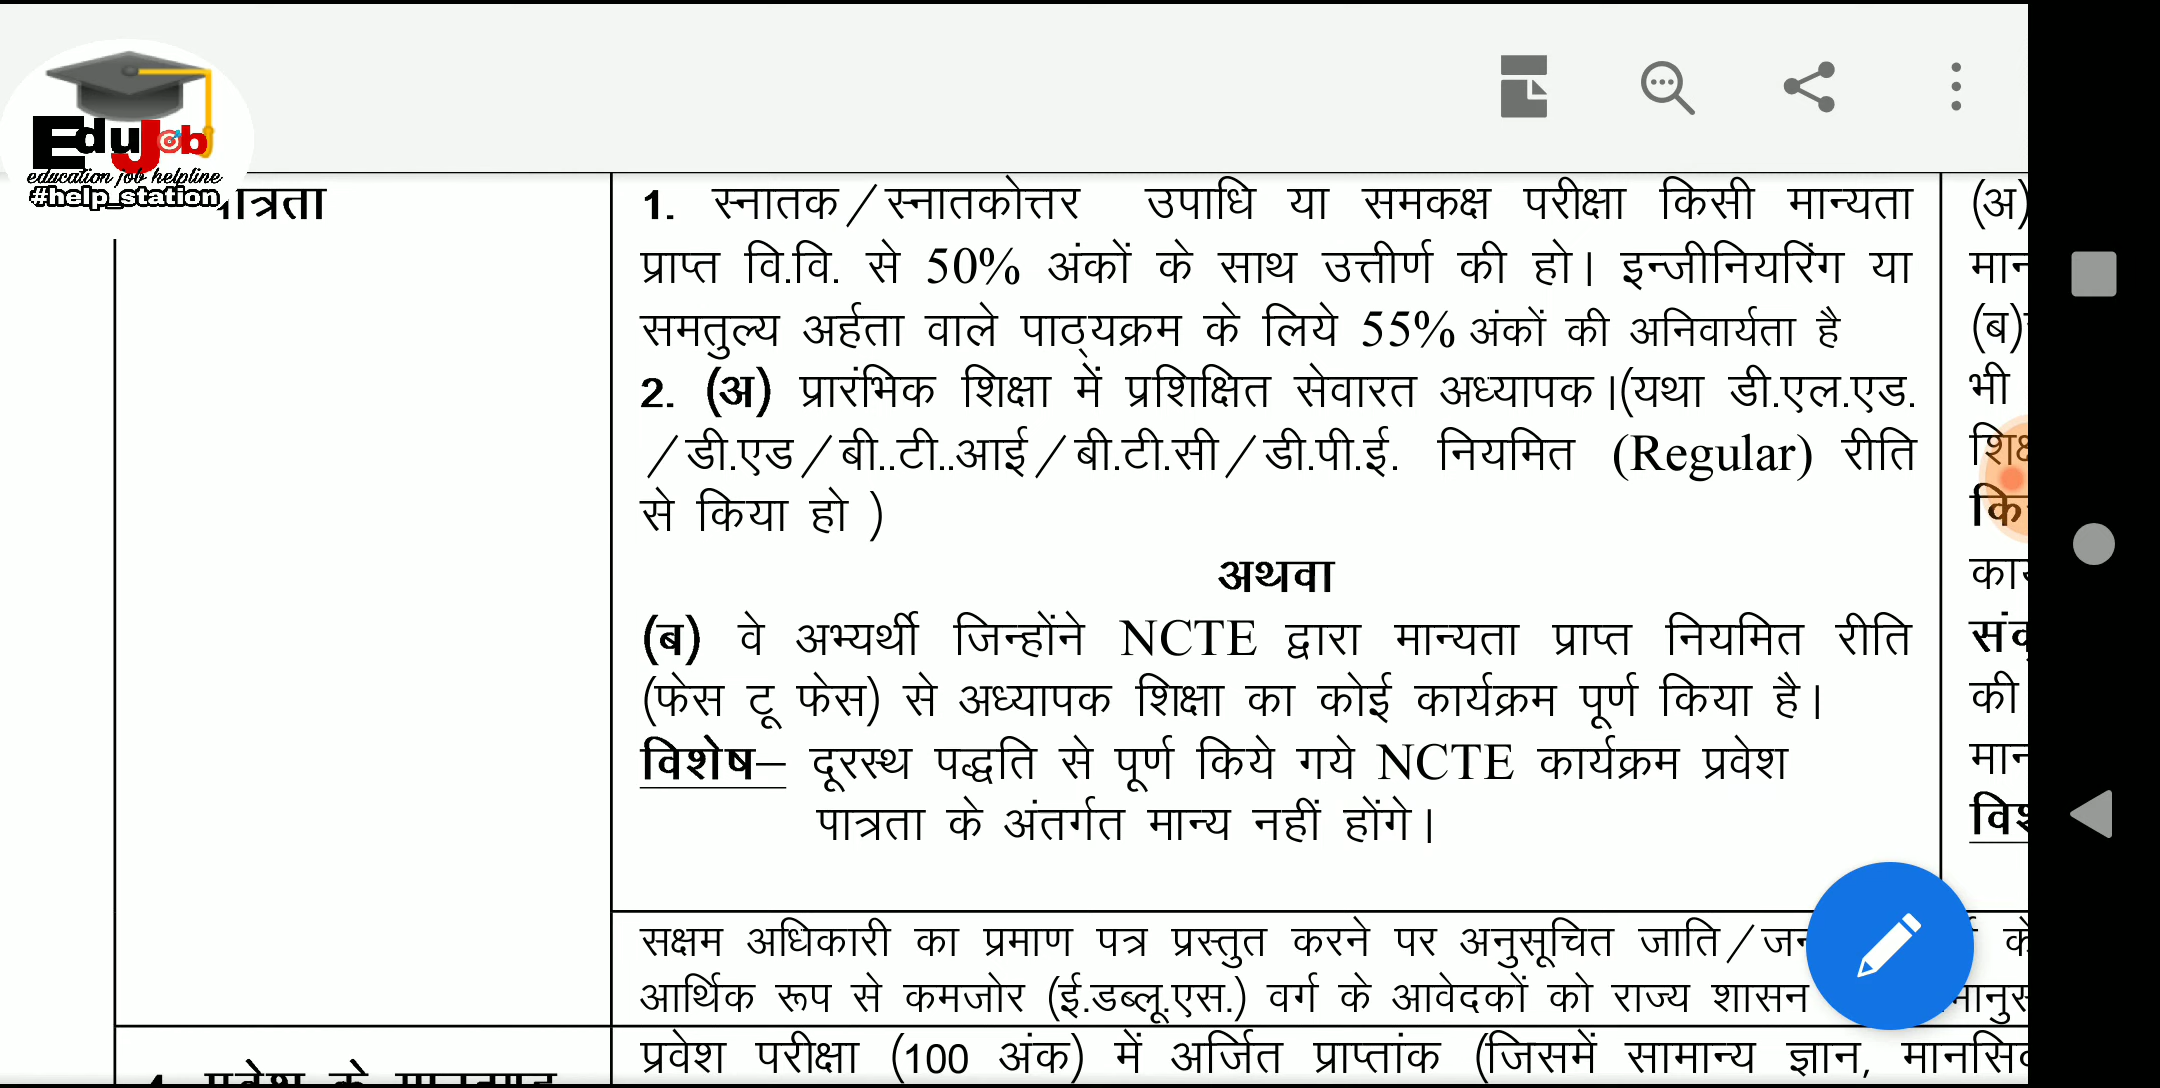 EduJob
education job helpline
#help_station
1. स्नातक/स्नातकोत्तर उपाधि या समकक्ष परीक्षा किसी मान्यता
प्राप्त वि.वि. से 50% अंकों के साथ उत्तीर्ण की हो। इन्जीनियरिंग या
समतुल्य अर्हता वाले पाठ्यक्रम के लिये 55% अंकों की अनिवार्यता है
2. (अ) प्रारंभिक शिक्षा में प्रशिक्षित सेवारत अध्यापक।(यथा डी.एल.एड.
/डी.एड/बी..टी..आई/बी.टी.सी/डी.पी.ई. नियमित (Regular) रीति
से किया हो )
अथवा
(ब) वे अभ्यर्थी जिन्होंने NCTE द्वारा मान्यता प्राप्त नियमित रीति
(फेस टू फेस) से अध्यापक शिक्षा का कोई कार्यक्रम पूर्ण किया है।
विशेष– दूरस्थ पद्धति से पूर्ण किये गये NCTE कार्यक्रम प्रवेश
पात्रता के अंतर्गत मान्य नहीं होंगे।
(अ)
(ब)
भी
की
सक्षम अधिकारी का प्रमाण पत्र प्रस्तुत करने पर अनुसूचित जाति/
आर्थिक रूप से कमजोर (ई.डब्लू.एस.) वर्ग के आवेदकों को राज्य शासन
प्रवेश परीक्षा (100 अंक) में अर्जित प्राप्तांक (जिसमें सामान्य ज्ञान,